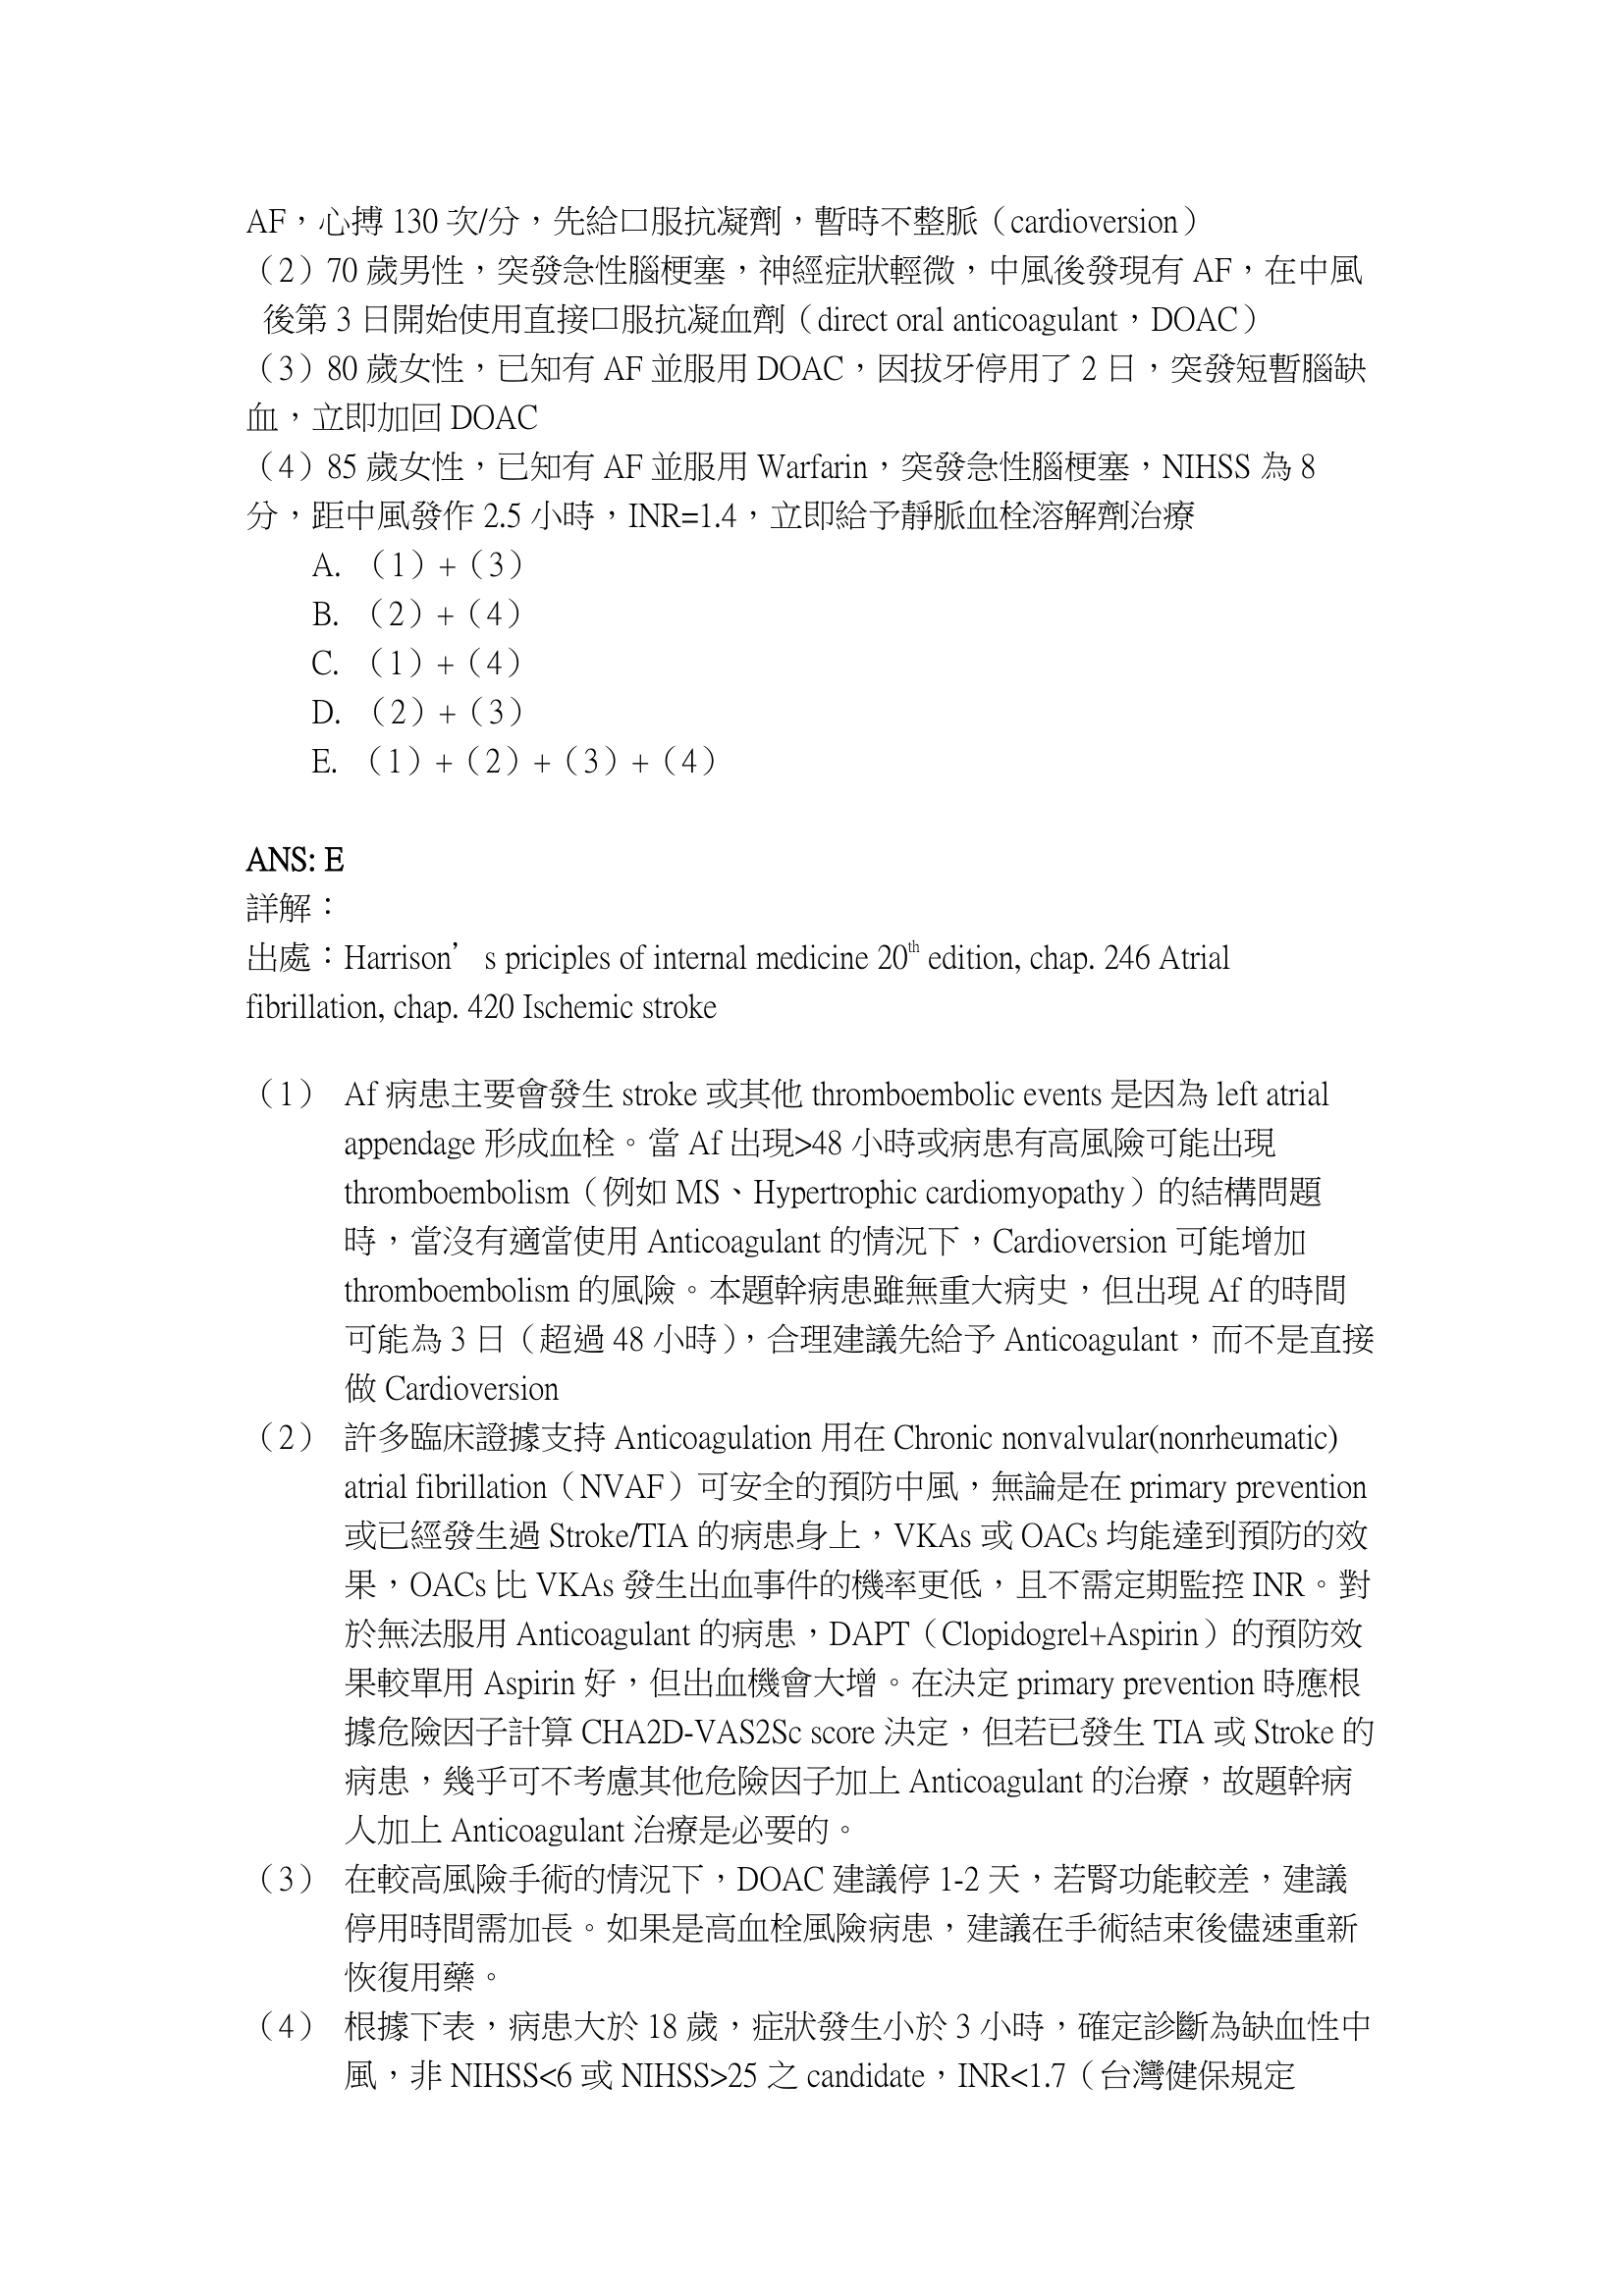 AF，心搏 130 次/分，先給口服抗凝劑，暫時不整脈（cardioversion）
（2）70 歲男性，突發急性腦梗塞，神經症狀輕微，中風後發現有 AF，在中風
後第 3 日開始使用直接口服抗凝血劑（direct oral anticoagulant，DOAC）
（3）80 歲女性，已知有 AF 並服用 DOAC，因拔牙停用了 2 日，突發短暫腦缺
血，立即加回 DOAC
（4）85 歲女性，已知有 AF 並服用 Warfarin，突發急性腦梗塞，NIHSS 為 8
分，距中風發作 2.5 小時，INR=1.4，立即給予靜脈血栓溶解劑治療
A. （1）+（3）
B. （2）+（4）
C. （1）+（4）
D. （2）+（3）
E. （1）+（2）+（3）+（4）
ANS: E
詳解：
出處：Harrison’s priciples of internal medicine 20th edition, chap. 246 Atrial
fibrillation, chap. 420 Ischemic stroke
（1） Af 病患主要會發生 stroke 或其他 thromboembolic events 是因為 left atrial
appendage 形成血栓。當 Af 出現>48 小時或病患有高風險可能出現
thromboembolism（例如 MS、Hypertrophic cardiomyopathy）的結構問題
時，當沒有適當使用 Anticoagulant 的情況下，Cardioversion 可能增加
thromboembolism 的風險。本題幹病患雖無重大病史，但出現 Af 的時間
可能為 3 日（超過 48 小時），合理建議先給予 Anticoagulant，而不是直接
做 Cardioversion
（2） 許多臨床證據支持 Anticoagulation 用在 Chronic nonvalvular(nonrheumatic)
atrial fibrillation（NVAF）可安全的預防中風，無論是在 primary prevention
或已經發生過 Stroke/TIA 的病患身上，VKAs 或 OACs 均能達到預防的效
果，OACs 比 VKAs 發生出血事件的機率更低，且不需定期監控 INR。對
於無法服用 Anticoagulant 的病患，DAPT（Clopidogrel+Aspirin）的預防效
果較單用 Aspirin 好，但出血機會大增。在決定 primary prevention 時應根
據危險因子計算 CHA2D-VAS2Sc score 決定，但若已發生 TIA 或 Stroke 的
病患，幾乎可不考慮其他危險因子加上 Anticoagulant 的治療，故題幹病
人加上 Anticoagulant 治療是必要的。
（3） 在較高風險手術的情況下，DOAC 建議停 1-2 天，若腎功能較差，建議
停用時間需加長。如果是高血栓風險病患，建議在手術結束後儘速重新
恢復用藥。
（4） 根據下表，病患大於 18 歲，症狀發生小於 3 小時，確定診斷為缺血性中
風，非 NIHSS<6 或 NIHSS>25 之 candidate，INR<1.7（台灣健保規定